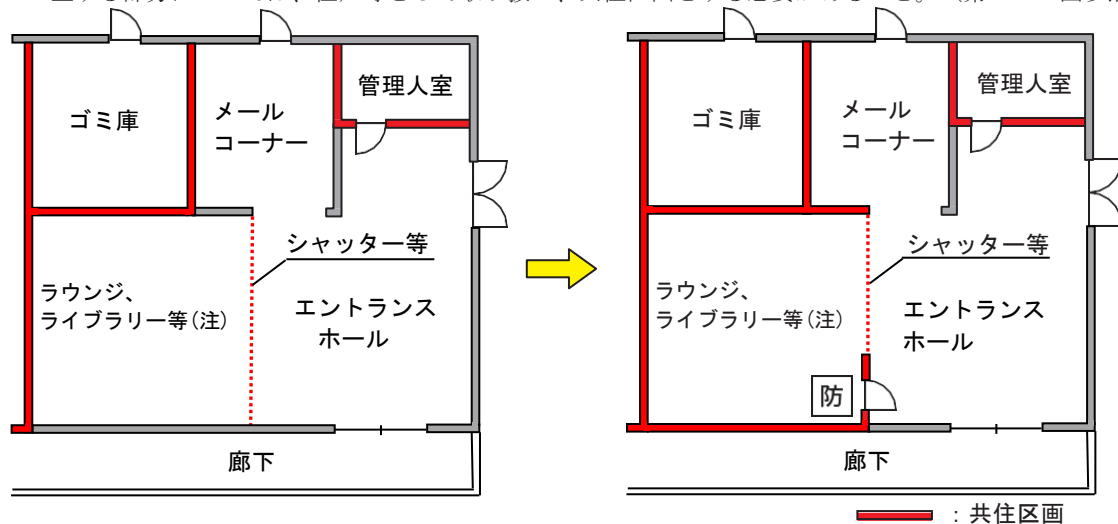 管理人室
ゴミ庫
メール
コーナー
シャッター等
ラウンジ、
ライブラリー等(注)
エントランス
ホール
廊下
管理人室
ゴミ庫
メール
コーナー
シャッター等
ラウンジ、
ライブラリー等(注)
エントランス
ホール
防
廊下
:共住区画